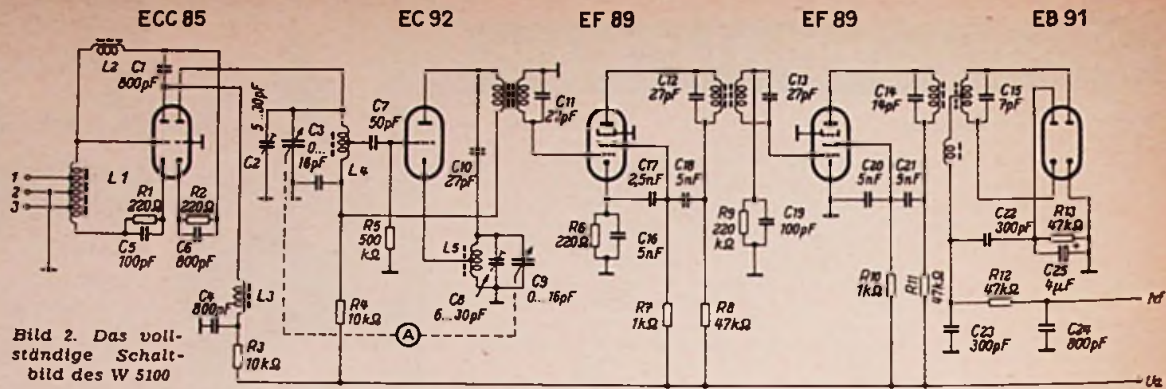 ECC 85 EC 92 EF 89 EF 89 EB 91
L2
C1
800pF
1
2
3
L1
R1
220Ω
R2
220Ω
C5
100pF
C6
800pF
C4
800pF
L3
R3
10kΩ
5...30pF
C2
C3
0...
16pF
L4
C7
50pF
R5
500
kΩ
R4
10kΩ
A
C10
27pF
L5
C8
6...30pF
C9
0...16pF
C11
27pF
C12
27pF
C17
2,5nF
C18
5nF
R6
220Ω
C16
5nF
R7
1kΩ
R8
47kΩ
C13
27pF
R9
220
kΩ
C19
100pF
C20
5nF
C21
5nF
R10
1kΩ
R11
47kΩ
C14
14pF
C15
7pF
C22
300pF
R13
47kΩ
+
C25
4µF
R12
47kΩ
C23
300pF
C24
800pF
Bild 2. Das voll-
ständige Schalt-
bild des W 5100